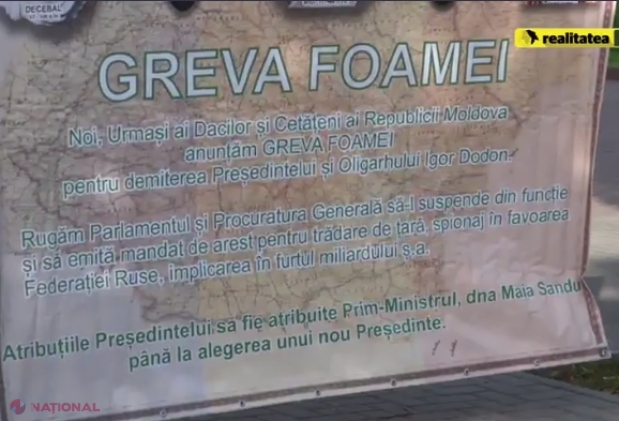 DECEBAL
realitatea
GREVA FOAMEI
Noi, Urmași ai Dacilor și Cetățeni ai Republicii Moldova
anunțăm GREVA FOAMEI
pentru demiterea Președintelui și Oligarhului Igor Dodon.
Rugăm Parlamentul și Procuratura Generală să-l suspende din funcție
și să emită mandat de arest pentru trădare de țară, spionaj în favoarea
Federației Ruse, implicarea în furtul miliardului ș.a.
Atribuțiile Președintelui să fie atribuite Prim-Ministrul, dna Maia Sandu
până la alegerea unui nou Președinte.
NAȚIONAL